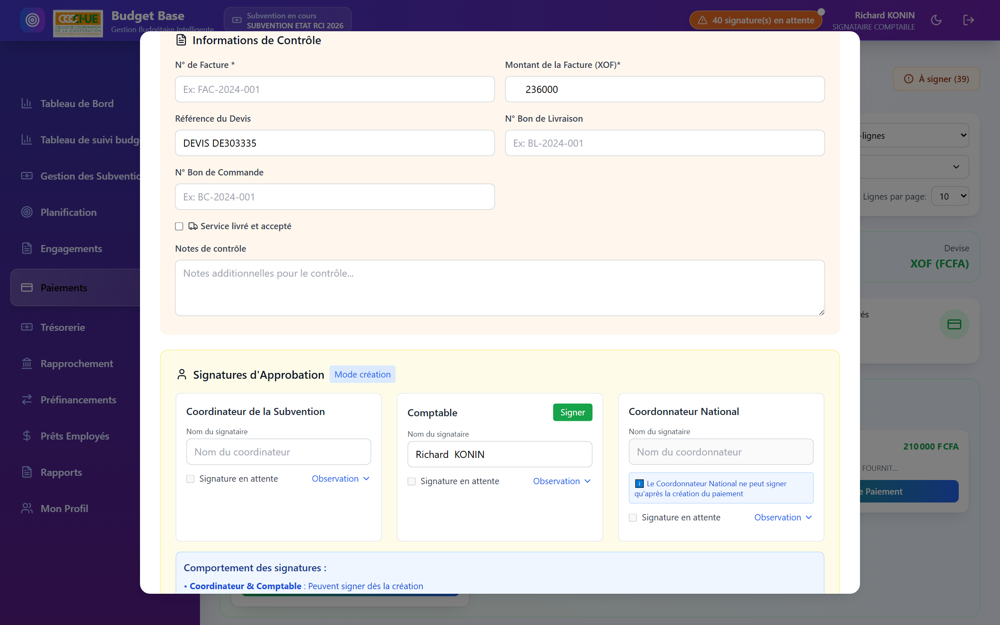 CCCCI-UE
CELLULE DE COORDINATION
DE LA COOPERATION
COTE D'IVOIRE UNION EUROPEENNE
Budget Base
Gestion Budgétaire Intelligente
Subvention en cours
SUBVENTION ETAT RCI 2026
40 signature(s) en attente
Richard KONIN
SIGNATAIRE COMPTABLE
Tableau de Bord
Tableau de suivi budg
Gestion des Subventio
Planification
Engagements
Paiements
Trésorerie
Rapprochement
Préfinancements
Prêts Employés
Rapports
Mon Profil
Informations de Contrôle
N° de Facture *
Ex: FAC-2024-001
Montant de la Facture (XOF)*
236000
Référence du Devis
DEVIS DE303335
N° Bon de Livraison
Ex: BL-2024-001
N° Bon de Commande
Ex: BC-2024-001
Service livré et accepté
Notes de contrôle
Notes additionnelles pour le contrôle...
Signatures d'Approbation
Mode création
Coordinateur de la Subvention
Nom du signataire
Nom du coordinateur
Signature en attente
Observation
Comptable
Signer
Nom du signataire
Richard  KONIN
Signature en attente
Observation
Coordonnateur National
Nom du signataire
Nom du coordonnateur
Le Coordonnateur National ne peut signer
qu'après la création du paiement
Signature en attente
Observation
Comportement des signatures :
• Coordinateur & Comptable : Peuvent signer dès la création
À signer (39)
-lignes
Lignes par page:
10
Devise
XOF (FCFA)
és
210 000 F CFA
FOURNIT...
e Paiement